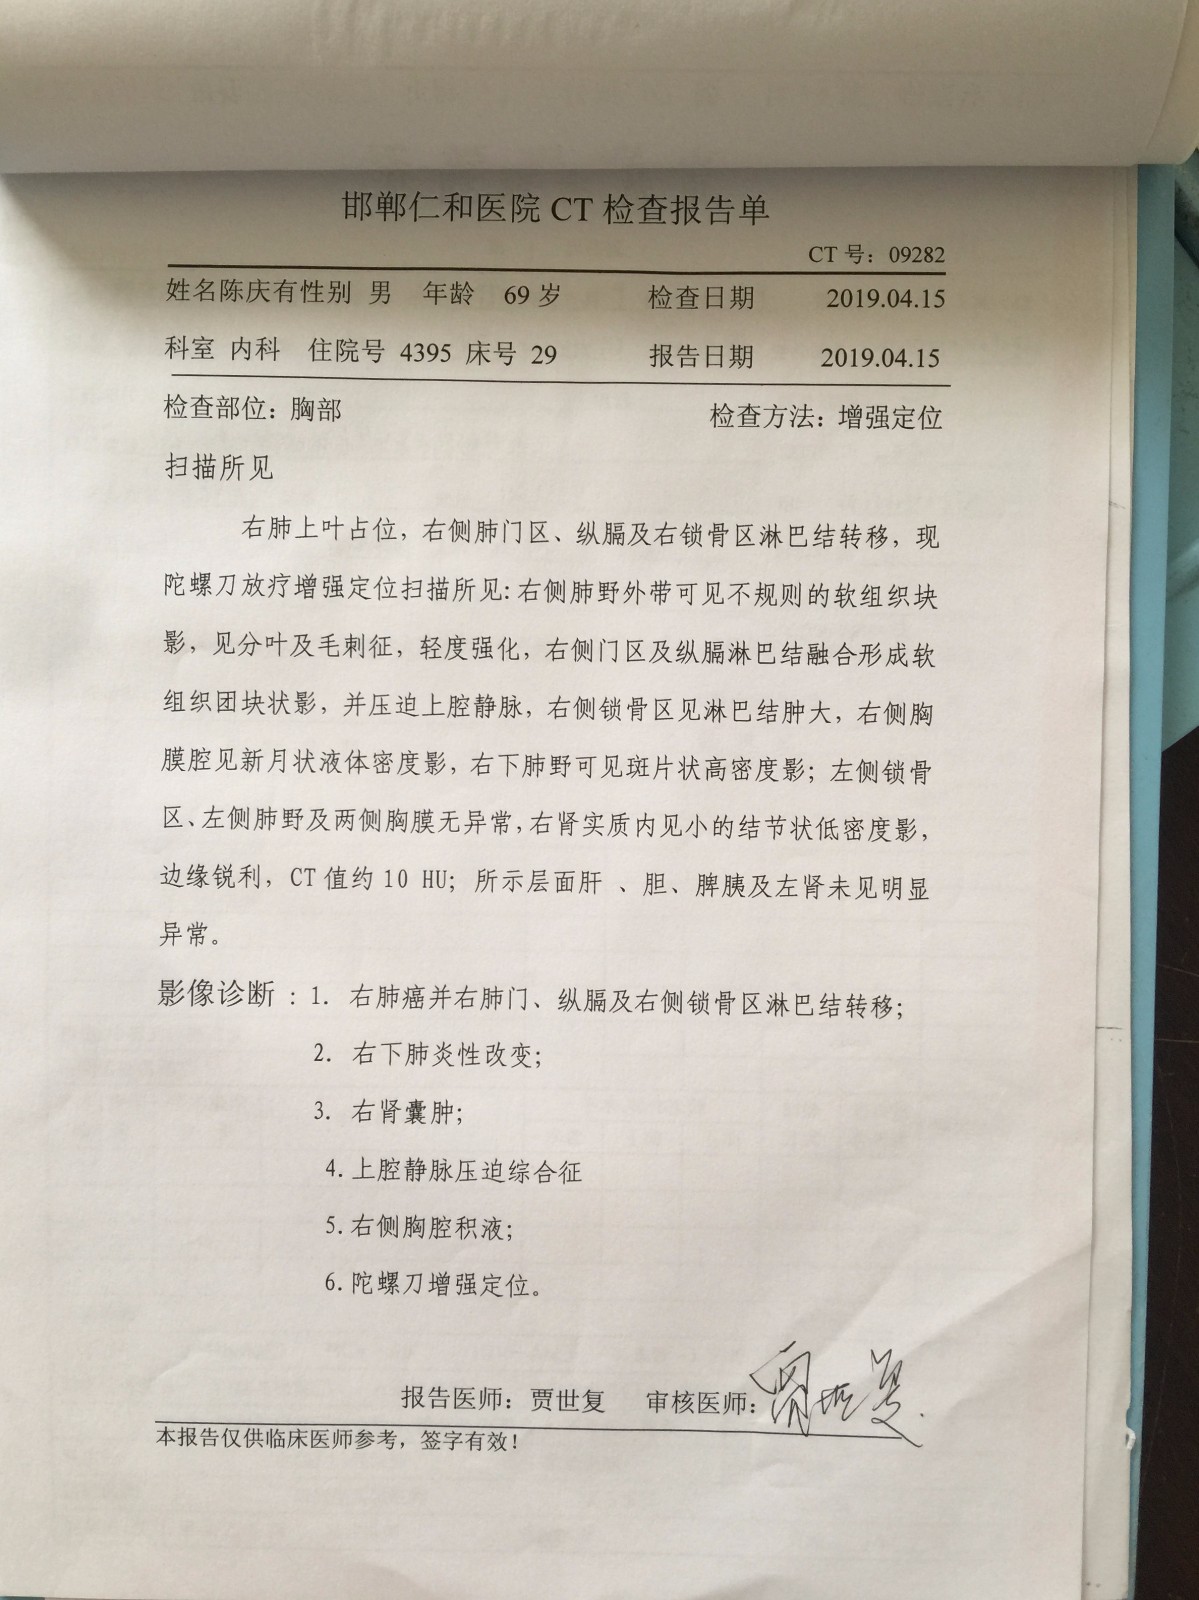 邯郸仁和医院 CT 检查报告单
CT 号：09282
姓名陈庆有性别 男 年龄 69 岁 检查日期 2019.04.15
科室 内科 住院号 4395 床号 29 报告日期 2019.04.15
检查部位：胸部 检查方法：增强定位
扫描所见
右肺上叶占位，右侧肺门区、纵膈及右锁骨区淋巴结转移，现
陀螺刀放疗增强定位扫描所见：右侧肺野外带可见不规则的软组织块
影，见分叶及毛刺征，轻度强化，右侧门区及纵膈淋巴结融合形成软
组织团块状影，并压迫上腔静脉，右侧锁骨区见淋巴结肿大，右侧胸
膜腔见新月状液体密度影，右下肺野可见斑片状高密度影；左侧锁骨
区、左侧肺野及两侧胸膜无异常，右肾实质内见小的结节状低密度影，
边缘锐利，CT 值约 10 HU；所示层面肝 、胆、脾胰及左肾未见明显
异常。
影像诊断：1. 右肺癌并右肺门、纵膈及右侧锁骨区淋巴结转移；
2. 右下肺炎性改变；
3. 右肾囊肿；
4. 上腔静脉压迫综合征
5. 右侧胸腔积液；
6. 陀螺刀增强定位。
报告医师：贾世复 审核医师：贾世复
本报告仅供临床医师参考，签字有效！